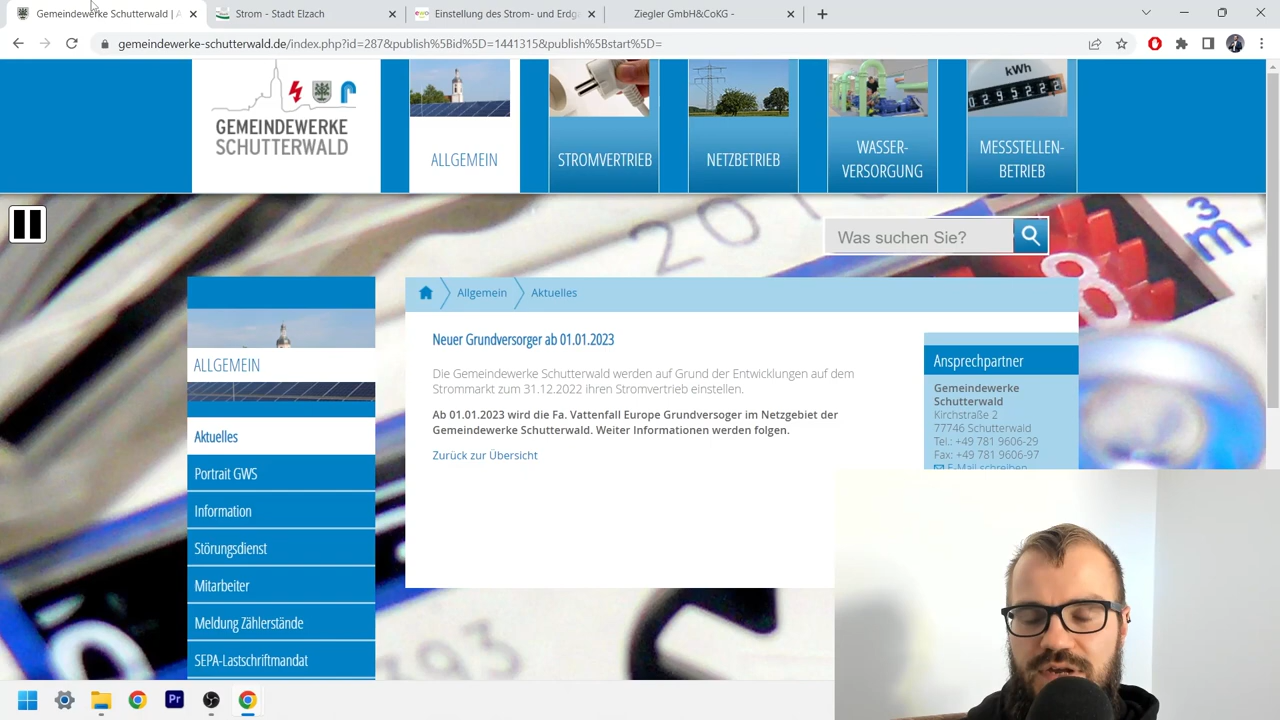 Gemeindewerke Schutterwald | A
Strom - Stadt Elzach
Einstellung des Strom- und Erdg
Ziegler GmbH&CoKG -
gemeindewerke-schutterwald.de/index.php?id=287&publish%5Bid%5D=1441315&publish%5Bstart%5D=
GEMEINDEWERKE
SCHUTTERWALD
ALLGEMEIN
STROMVERTRIEB
NETZBETRIEB
WASSER-
VERSORGUNG
kWh
0295222
MESSSTELLEN-
BETRIEB
Was suchen Sie?
ALLGEMEIN
Aktuelles
Portrait GWS
Information
Störungsdienst
Mitarbeiter
Meldung Zählerstände
SEPA-Lastschriftmandat
Allgemein
Aktuelles
Neuer Grundversorger ab 01.01.2023
Die Gemeindewerke Schutterwald werden auf Grund der Entwicklungen auf dem
Strommarkt zum 31.12.2022 ihren Stromvertrieb einstellen.
Ab 01.01.2023 wird die Fa. Vattenfall Europe Grundversoger im Netzgebiet der
Gemeindewerke Schutterwald. Weiter Informationen werden folgen.
Zurück zur Übersicht
Ansprechpartner
Gemeindewerke
Schutterwald
Kirchstraße 2
77746 Schutterwald
Tel.: +49 781 9606-29
Fax: +49 781 9606-97
E-Mail schreiben
m3
Pr